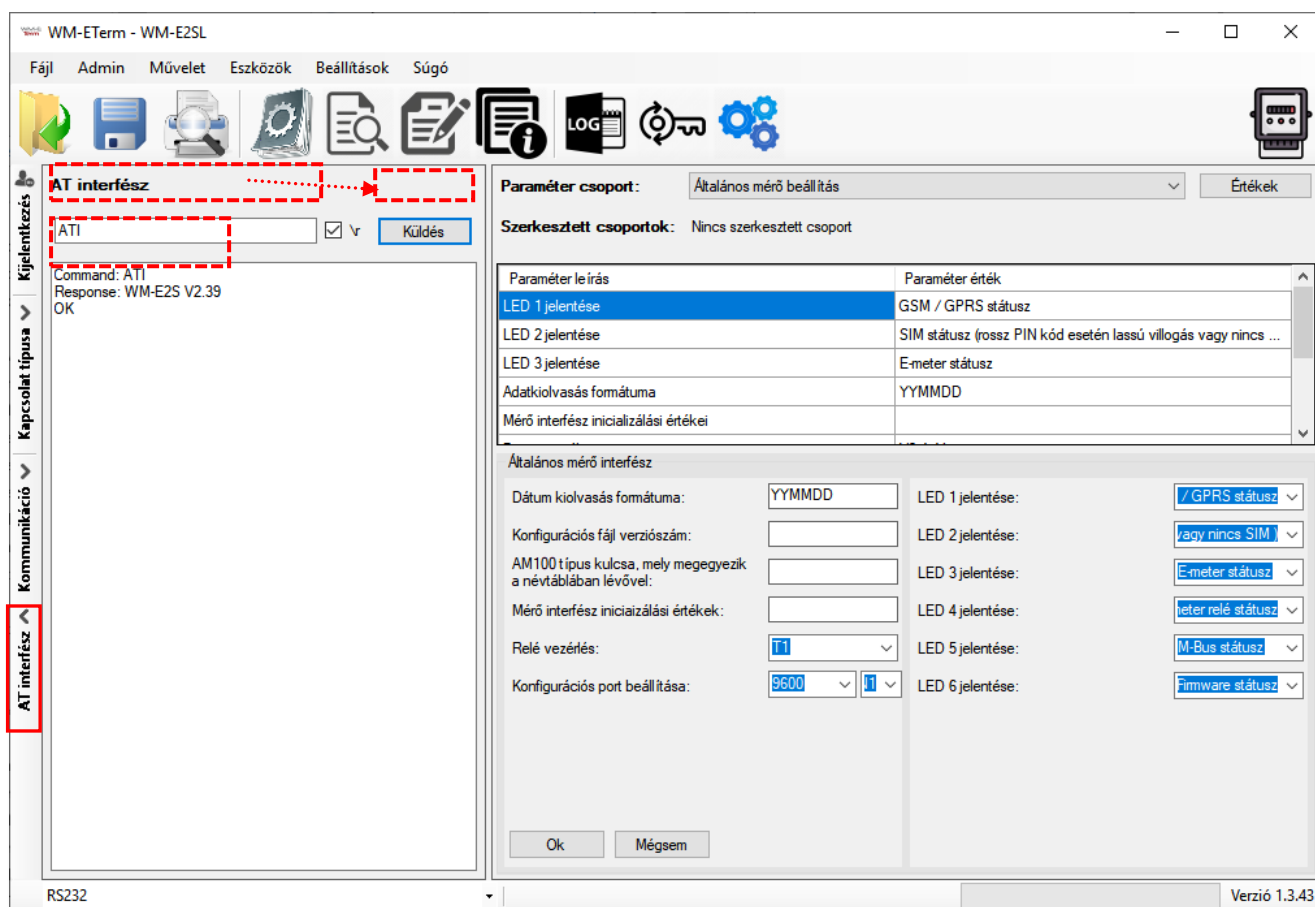 WM-ETerm - WM-E2SL
Fájl Admin Művelet Eszközök Beállítások Súgó
LOG
Kijelentkezés
Kapcsolat típusa
Kommunikáció
AT interfész
AT interfész
ATI
\r
Küldés
Command: ATI
Response: WM-E2S V2.39
OK
Paraméter csoport:
Általános mérő beállítás
Értékek
Szerkesztett csoportok: Nincs szerkesztett csoport
Paraméter leírás Paraméter érték
LED 1 jelentése GSM / GPRS státusz
LED 2 jelentése SIM státusz (rossz PIN kód esetén lassú villogás vagy nincs ...
LED 3 jelentése E-meter státusz
Adatkiolvasás formátuma YYMMDD
Mérő interfész inicializálási értékei
Általános mérő interfész
Dátum kiolvasás formátuma: YYMMDD
Konfigurációs fájl verziószám:
AM100 típus kulcsa, mely megegyezik
a névtáblában lévővel:
Mérő interfész iniciaizálási értékek:
Relé vezérlés: T1
Konfigurációs port beállítása: 9600
LED 1 jelentése: / GPRS státusz
LED 2 jelentése: vagy nincs SIM )
LED 3 jelentése: E-meter státusz
LED 4 jelentése: neter relé státusz
LED 5 jelentése: M-Bus státusz
LED 6 jelentése: Firmware státusz
Ok Mégsem
RS232
Verzió 1.3.43